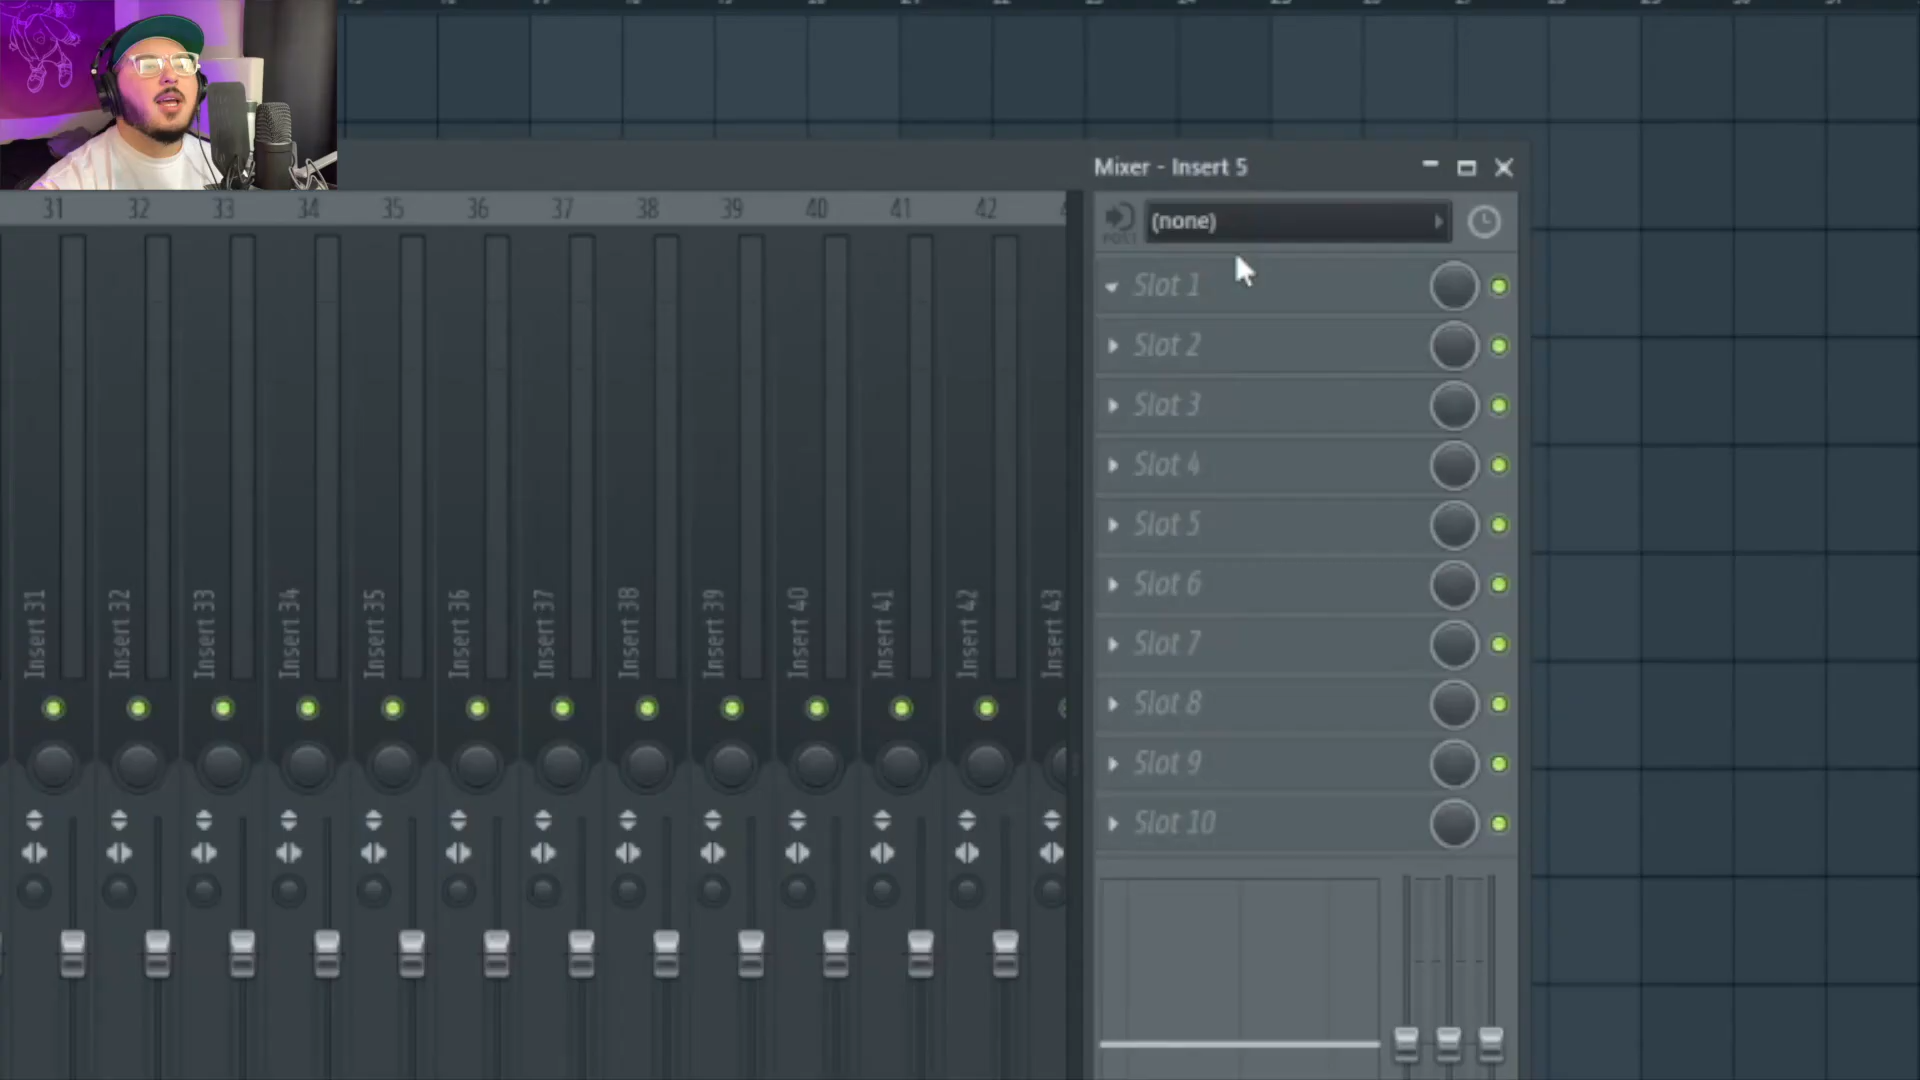 Mixer - Insert 5
31 32 33 34 35 36 37 38 39 40 41 42
POST
(none)
Slot 1
Slot 2
Slot 3
Slot 4
Slot 5
Slot 6
Slot 7
Slot 8
Slot 9
Slot 10
Insert 31
Insert 32
Insert 33
Insert 34
Insert 35
Insert 36
Insert 37
Insert 38
Insert 39
Insert 40
Insert 41
Insert 42
Insert 43